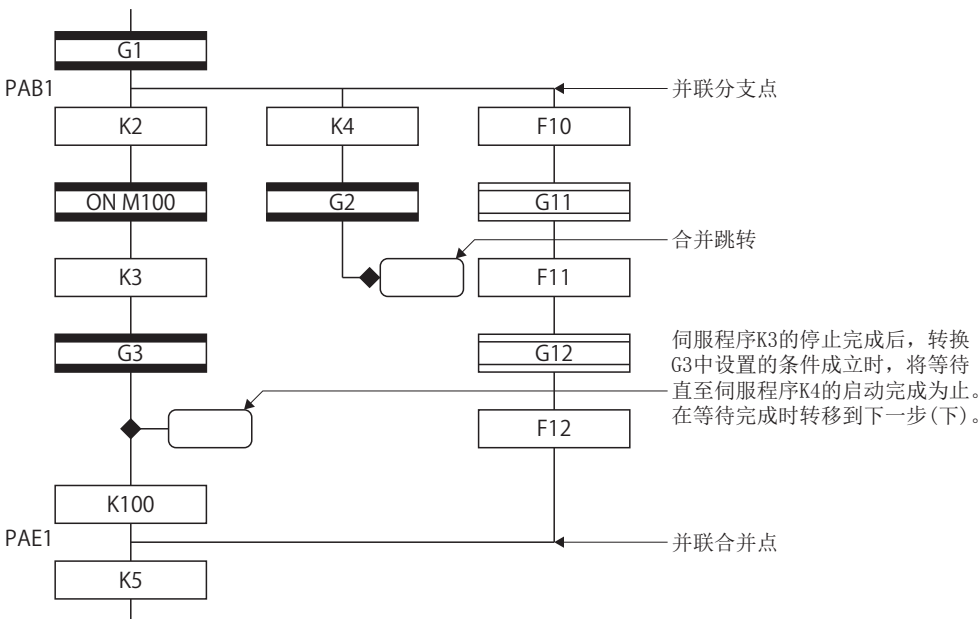 G1
PAB1
并联分支点
K2
K4
F10
ON M100
G2
G11
合并跳转
K3
F11
G3
G12
伺服程序K3的停止完成后，转换
G3中设置的条件成立时，将等待
直至伺服程序K4的启动完成为止。
在等待完成时转移到下一步(下)。
F12
K100
PAE1
并联合并点
K5